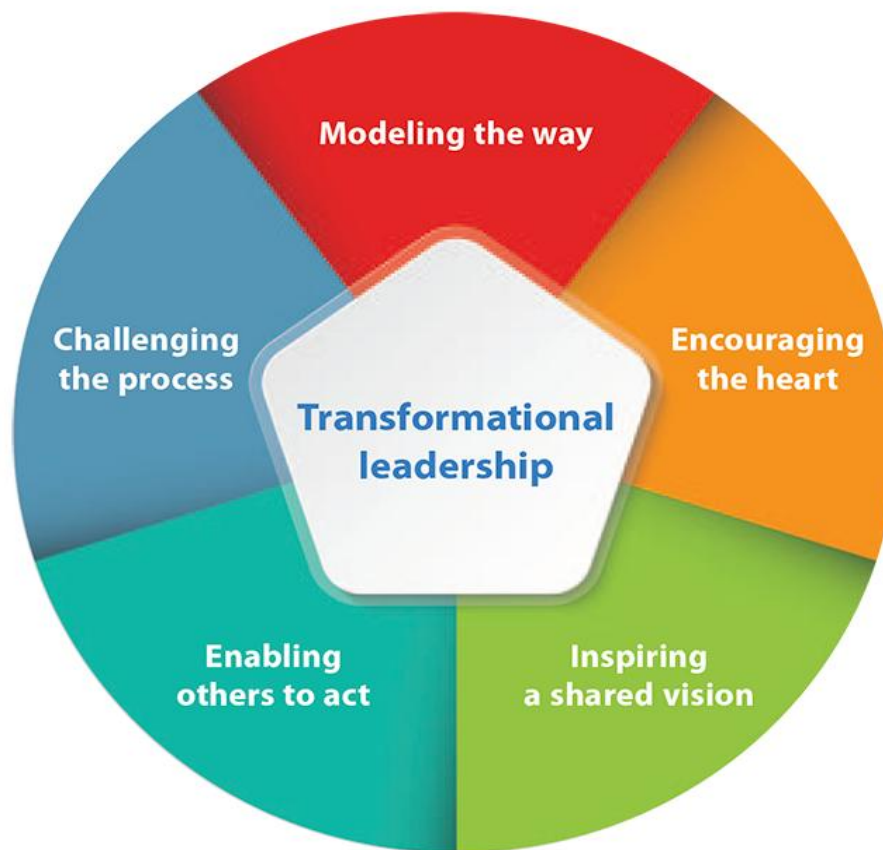 Modeling the way
Challenging
the process
Encouraging
the heart
Transformational
leadership
Enabling
others to act
Inspiring
a shared vision